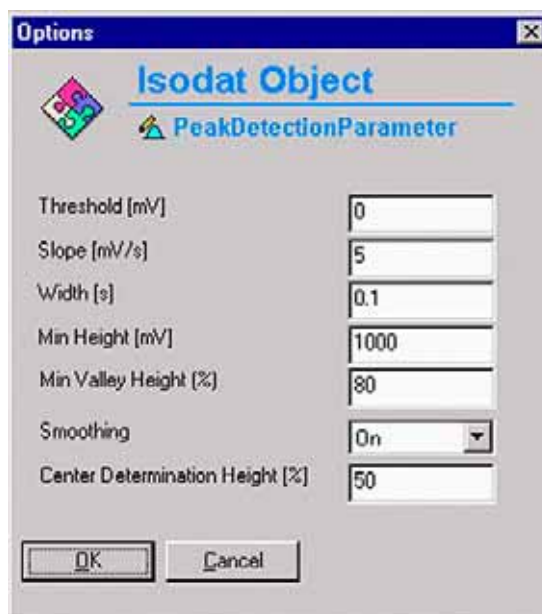 Options
Isodat Object
PeakDetectionParameter
Threshold [mV] 0
Slope [mV/s] 5
Width [s] 0.1
Min Height [mV] 1000
Min Valley Height [%] 80
Smoothing On
Center Determination Height [%] 50
OK Cancel